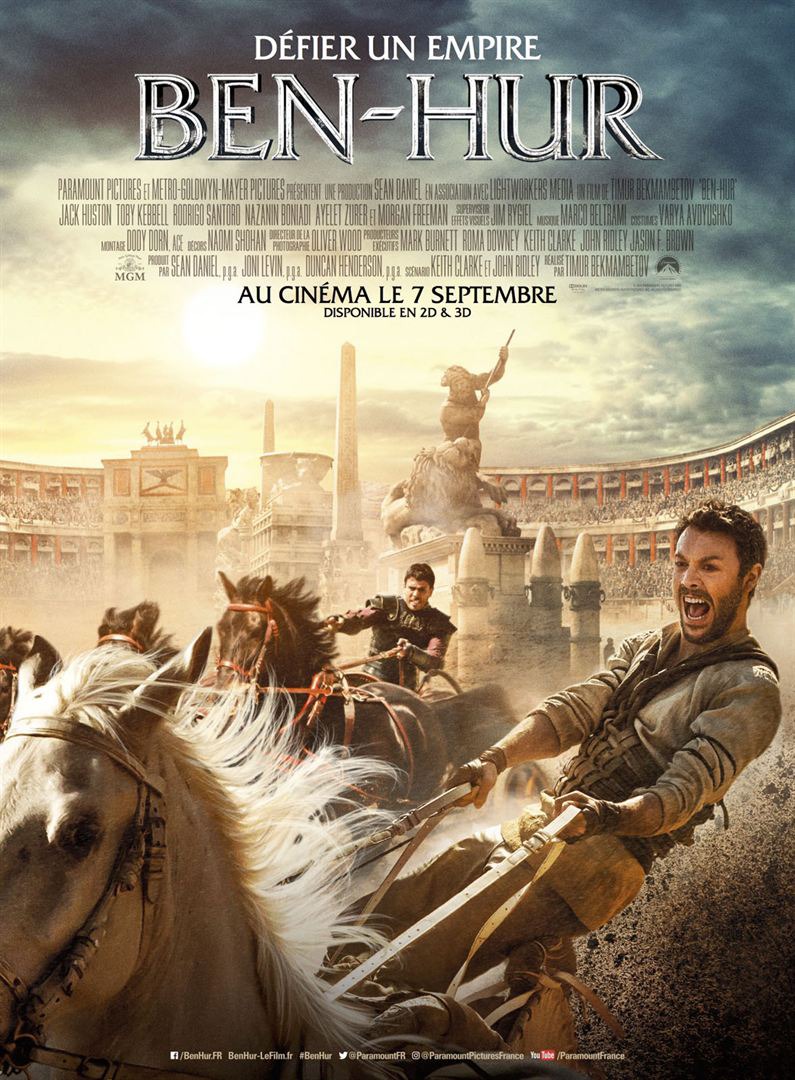 DÉFIER UN EMPIRE
BEN-HUR
PARAMOUNT PICTURES ET METRO-GOLDWYN-MAYER PICTURES PRÉSENTENT UNE PRODUCTION SEAN DANIEL EN ASSOCIATION AVEC LIGHTWORKERS MEDIA UN FILM DE TIMUR BEKMAMBETOV "BEN-HUR"
JACK HUSTON TOBY KEBBELL RODRIGO SANTORO NAZANIN BONIADI AYELET ZURER ET MORGAN FREEMAN SUPERVISEUR EFFETS VISUELS JIM RYGIEL MUSIQUE MARCO BELTRAMI COSTUMES VARYA AVDYUSHKO
MONTAGE DODY DORN, ACE DÉCORS NAOMI SHOHAN DIRECTEUR DE LA PHOTOGRAPHIE OLIVER WOOD PRODUCTEURS EXÉCUTIFS MARK BURNETT ROMA DOWNEY KEITH CLARKE JOHN RIDLEY JASON F. BROWN
MGM PRODUIT PAR SEAN DANIEL, p.g.a. JONI LEVIN, p.g.a. DUNCAN HENDERSON, p.g.a. SCÉNARIO KEITH CLARKE ET JOHN RIDLEY RÉALISÉ PAR TIMUR BEKMAMBETOV
AU CINÉMA LE 7 SEPTEMBRE
DISPONIBLE EN 2D & 3D
/BenHur.FR BenHur-LeFilm.fr #BenHur @ParamountFR @ParamountPicturesFrance YouTube /ParamountFrance